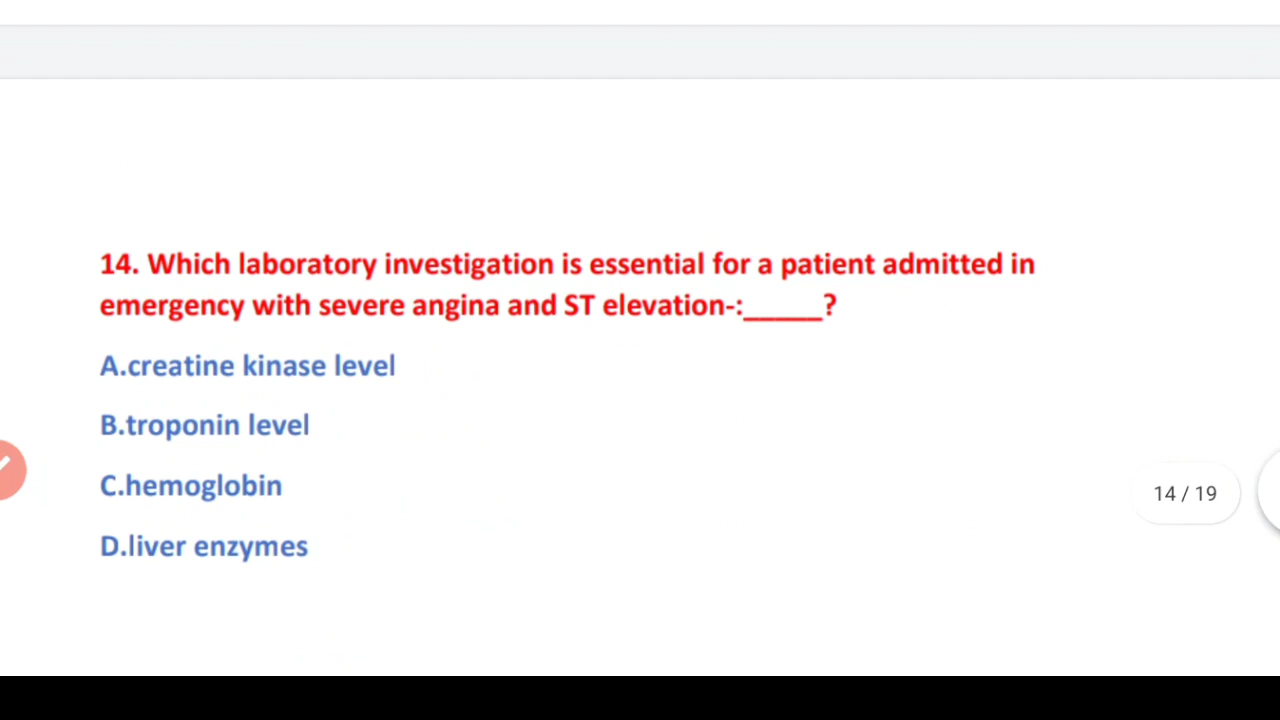 14. Which laboratory investigation is essential for a patient admitted in
emergency with severe angina and ST elevation-:_____?
A.creatine kinase level
B.troponin level
C.hemoglobin
D.liver enzymes
14 / 19